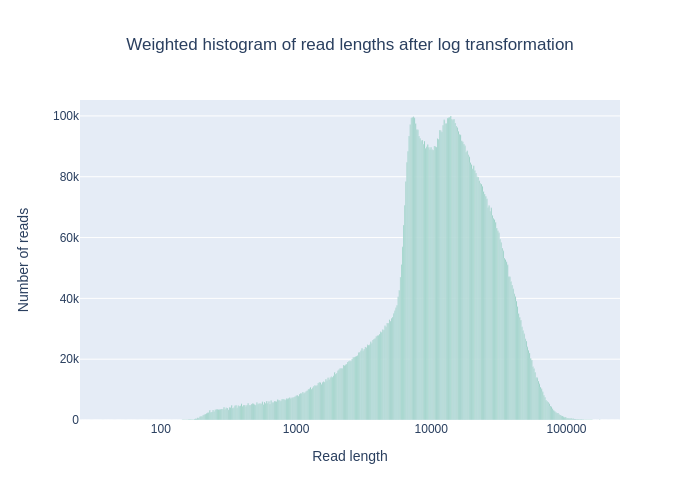 Weighted histogram of read lengths after log transformation
100k
80k
60k
40k
20k
0
Number of reads
100
1000
10000
100000
Read length